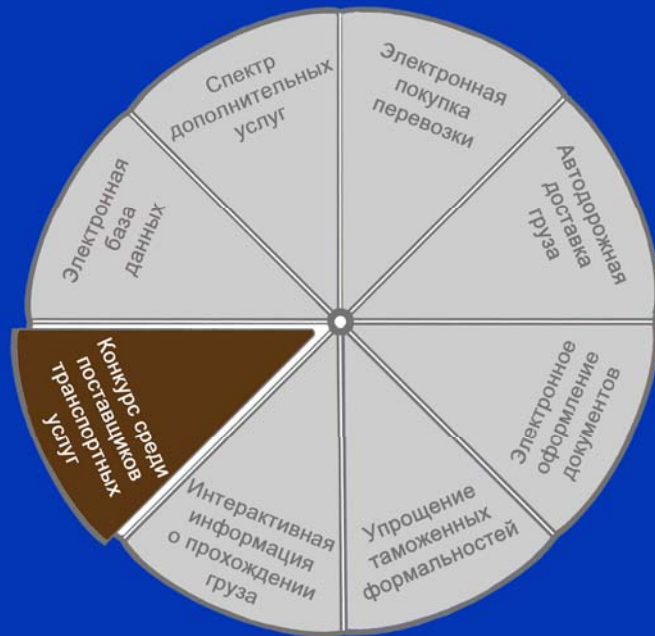 Спектр
дополнительных
услуг
Электронная
покупка
перевозки
Автодорожная
доставка
груза
Электронное
оформление
документов
Упрощение
таможенных
формальностей
Интерактивная
информация
о прохождении
груза
Конкурс среди
поставщиков
транспортных
услуг
Электронная
база
данных